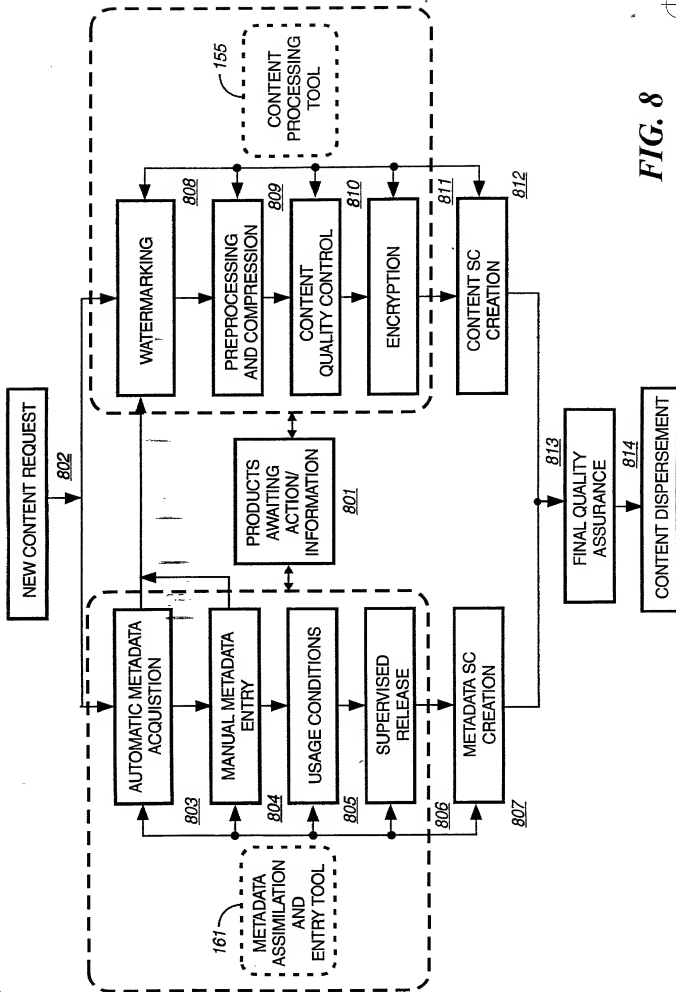 NEW CONTENT REQUEST
802
161
METADATA
ASSIMILATION
AND
ENTRY TOOL
AUTOMATIC METADATA
ACQUISTION
803
MANUAL METADATA
ENTRY
804
USAGE CONDITIONS
805
SUPERVISED
RELEASE
806
METADATA SC
CREATION
807
PRODUCTS
AWAITING
ACTION/
INFORMATION
801
WATERMARKING
808
PREPROCESSING
AND COMPRESSION
809
CONTENT
QUALITY CONTROL
810
ENCRYPTION
811
CONTENT SC
CREATION
812
155
CONTENT
PROCESSING
TOOL
813
FINAL QUALITY
ASSURANCE
814
CONTENT DISPERSEMENT
FIG. 8